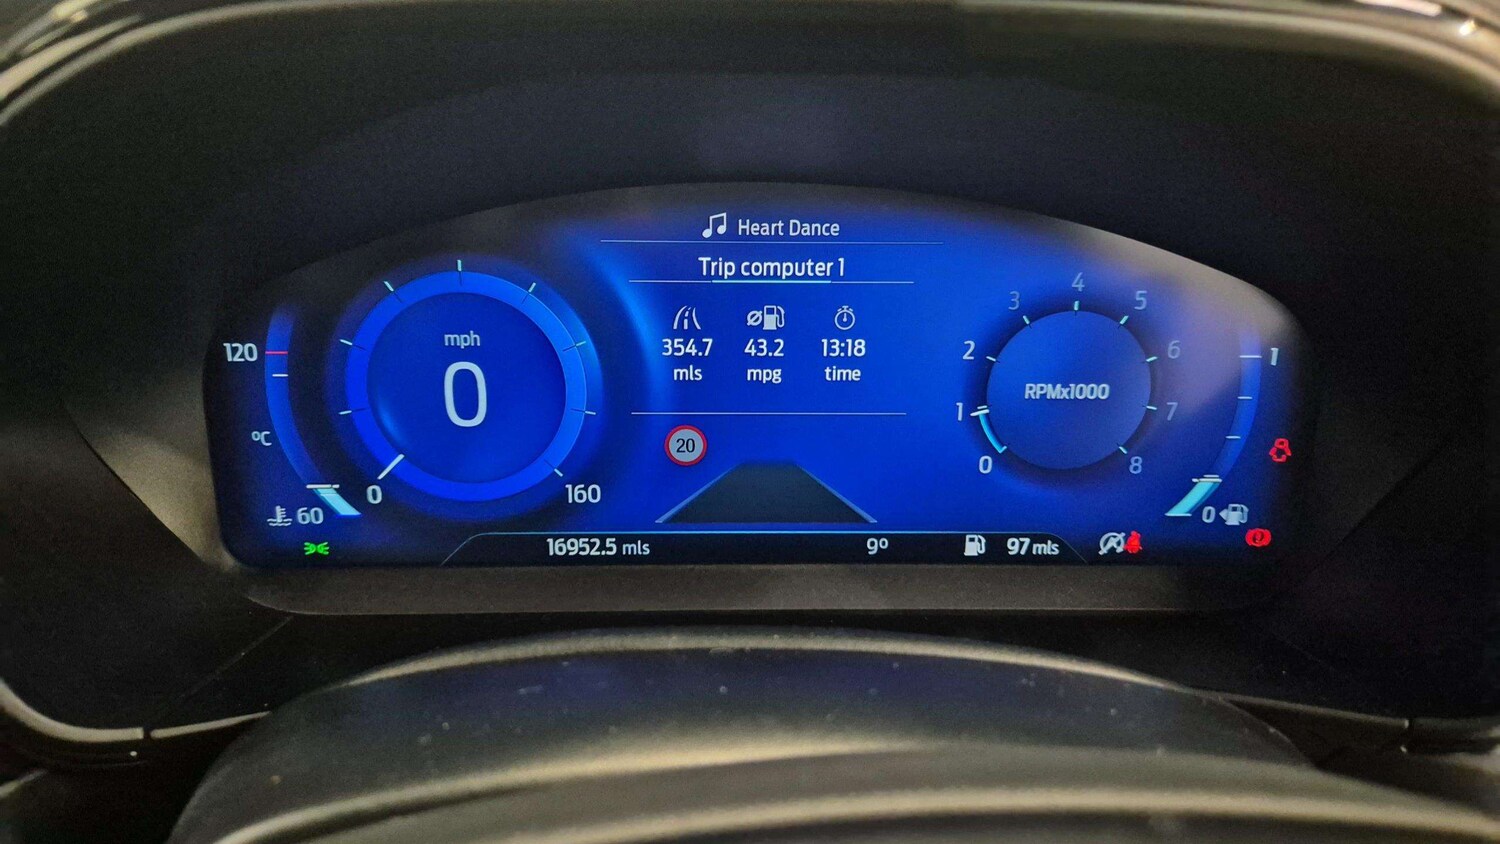 Heart Dance
Trip computer 1
354.7 43.2 13:18
mls mpg time
120
°C
60
mph
0
0 160
20
4
3 5
2 6
RPMx1000
1 7
0 8
1
0
16952.5 mls 9° 97 mls